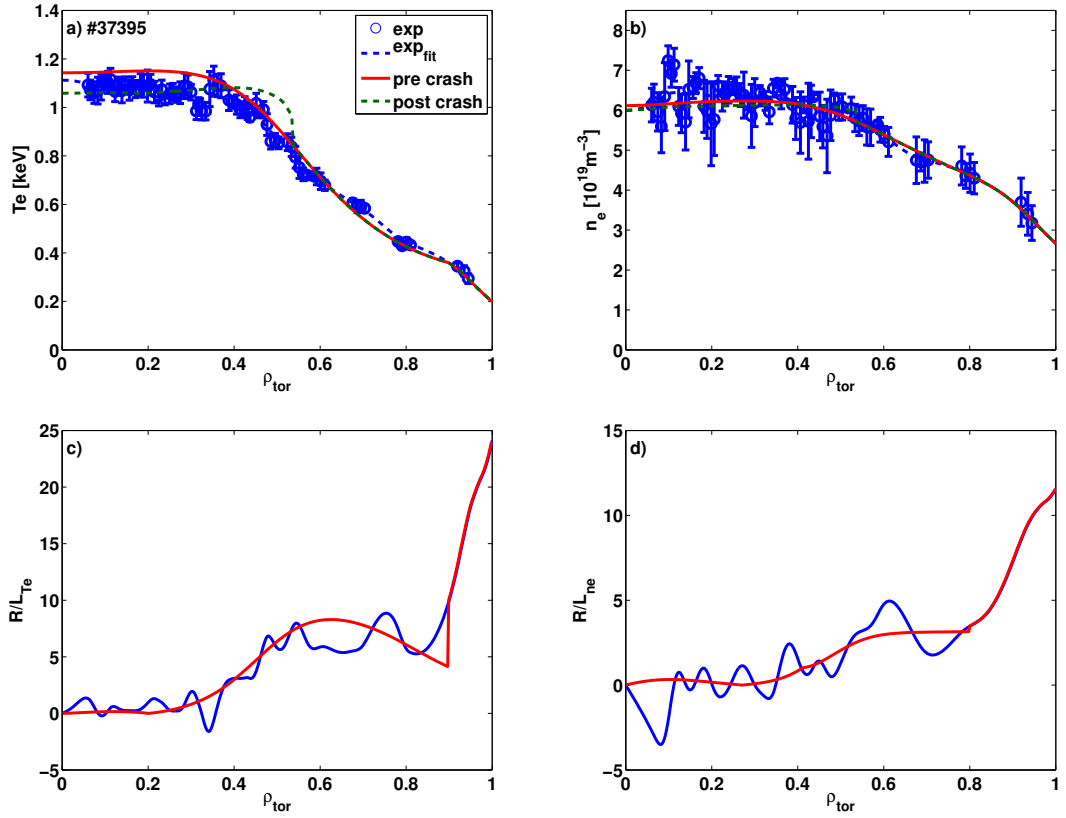 a) #37395
exp
exp_fit
pre crash
post crash
Te [keV]
1.4
1.2
1
0.8
0.6
0.4
0.2
0
0 0.2 0.4 0.6 0.8 1
ρ_tor
b)
n_e [10^19 m^−3]
8
7
6
5
4
3
2
1
0
0 0.2 0.4 0.6 0.8 1
ρ_tor
c)
R/L_Te
25
20
15
10
5
0
−5
0 0.2 0.4 0.6 0.8 1
ρ_tor
d)
R/L_ne
15
10
5
0
−5
0 0.2 0.4 0.6 0.8 1
ρ_tor